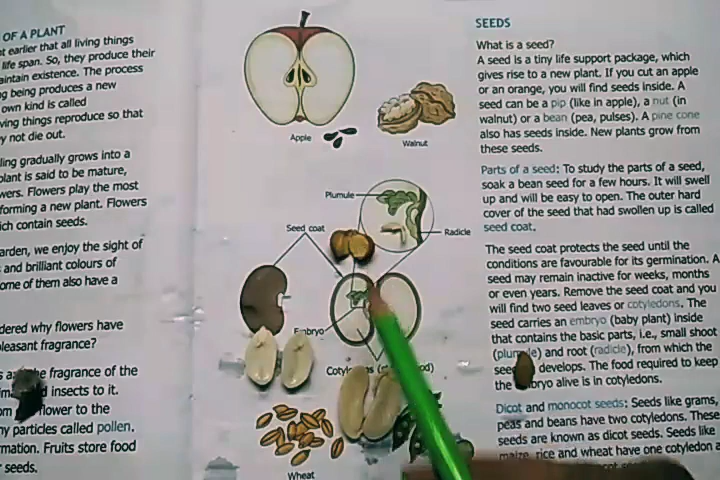 OF A PLANT
earlier that all living things
life span. So, they produce their
existence. The process
being produces a new
own kind is called
ving things reproduce so that
not die out.
ling gradually grows into a
plant is said to be mature,
wers. Flowers play the most
forming a new plant. Flowers
ich contain seeds.
arden, we enjoy the sight of
and brilliant colours of
ome of them also have a
dered why flowers have
leasant fragrance?
fragrance of the
insects to it.
flower to the
particles called pollen.
mation. Fruits store food
seeds.
Apple
Walnut
Plumule
Seed coat
Radicle
Embryo
Wheat
SEEDS
What is a seed?
A seed is a tiny life support package, which
gives rise to a new plant. If you cut an apple
or an orange, you will find seeds inside. A
seed can be a pip (like in apple), a nut (in
walnut) or a bean (pea, pulses). A pine cone
also has seeds inside. New plants grow from
these seeds.
Parts of a seed: To study the parts of a seed,
soak a bean seed for a few hours. It will swell
up and will be easy to open. The outer hard
cover of the seed that had swollen up is called
seed coat.
The seed coat protects the seed until the
conditions are favourable for its germination. A
seed may remain inactive for weeks, months
or even years. Remove the seed coat and you
will find two seed leaves or cotyledons. The
seed carries an embryo (baby plant) inside
that contains the basic parts, i.e., small shoot
(plumule) and root (radicle), from which the
develops. The food required to keep
the embryo alive is in cotyledons.
Dicot and monocot seeds: Seeds like grams,
peas and beans have two cotyledons. These
seeds are known as dicot seeds. Seeds like
maize, rice and wheat have one cotyledon a